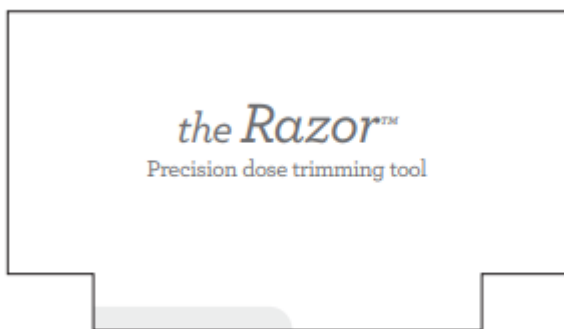 the Razor™
Precision dose trimming tool